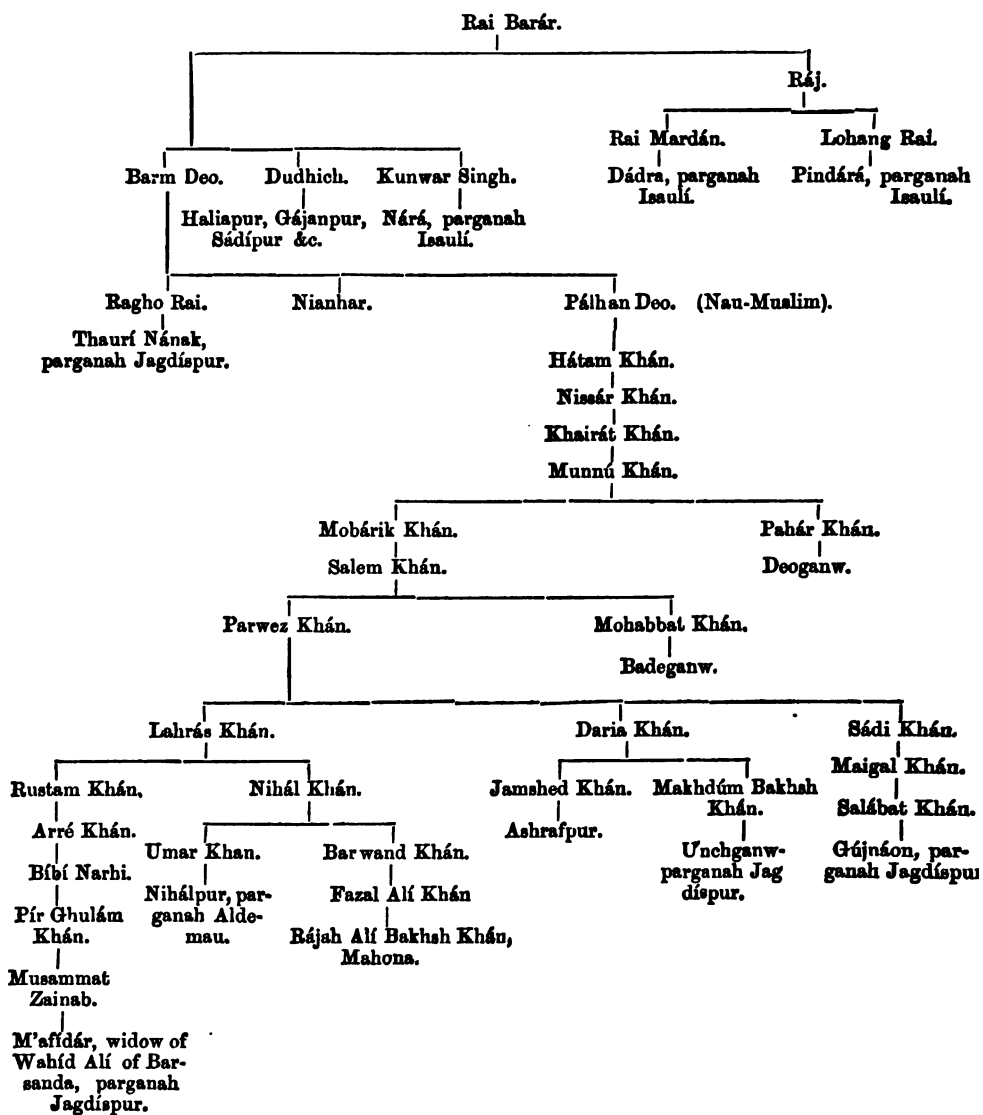 Rai Barár.
Ráj.
Rai Mardán. Lohang Rai.
Barm Deo. Dudhich. Kunwar Singh. Dádra, parganah Pindárá, parganah
Isaulí. Isaulí.
Haliapur, Gájanpur, Nárá, parganah
Sádípur &c. Isaulí.
Ragho Rai. Nianhar. Pálhan Deo. (Nau-Muslim).
Thaurí Nának,
parganah Jagdíspur.
Hátam Khán.
Nissár Khán.
Khairát Khán.
Munnú Khán.
Mobárik Khán. Pahár Khán.
Salem Khán. Deoganw.
Parwez Khán. Mohabbat Khán.
Badeganw.
Lahrás Khán. Daria Khán. Sádi Khán.
Maigal Khán.
Rustam Khán. Nihál Khán. Jamshed Khán. Makhdúm Bakhsh
Khán. Salábat Khán.
Arré Khán. Ashrafpur.
Umar Khan. Barwand Khán. Unchganw- Gújnáon, par-
parganah Jag ganah Jagdíspur
díspur.
Bíbí Narhi. Nihálpur, par- Fazal Alí Khán
ganah Alde-
mau.
Pír Ghulám
Khán. Rájah Alí Bakhsh Khán,
Mahona.
Musammat
Zainab.
M'afídár, widow of
Wahíd Alí of Bar-
sanda, parganah
Jagdíspur.